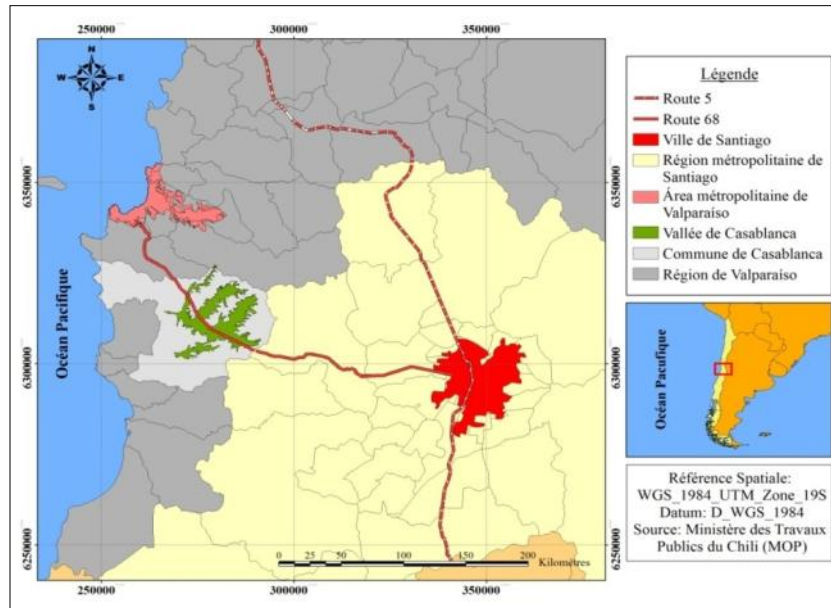 250000
300000
350000
N
W
E
S
6350000
6300000
6250000
Océan Pacifique
6350000
6300000
6250000
0
25
50
100
150
200
Kilométres
250000
300000
350000
Légende
Route 5
Route 68
Ville de Santiago
Région métropolitaine de
Santiago
Área métropolitaine de
Valparaíso
Vallée de Casablanca
Commune de Casablanca
Région de Valparaiso
Océan Pacufique
Référence Spatiale:
WGS_1984_UTM_Zone_19S
Datum: D_WGS_1984
Source: Ministère des Travaux
Publics du Chili (MOP)